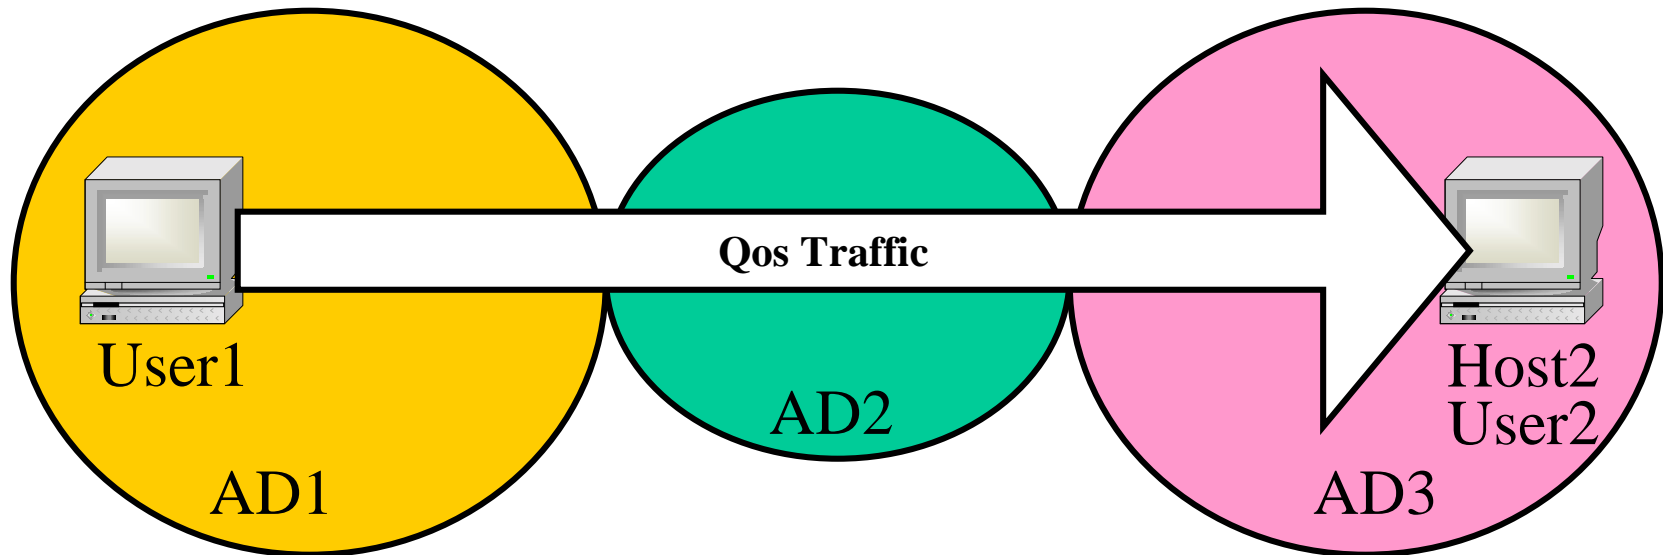 Qos Traffic
User1
Host2
User2
AD2
AD1
AD3